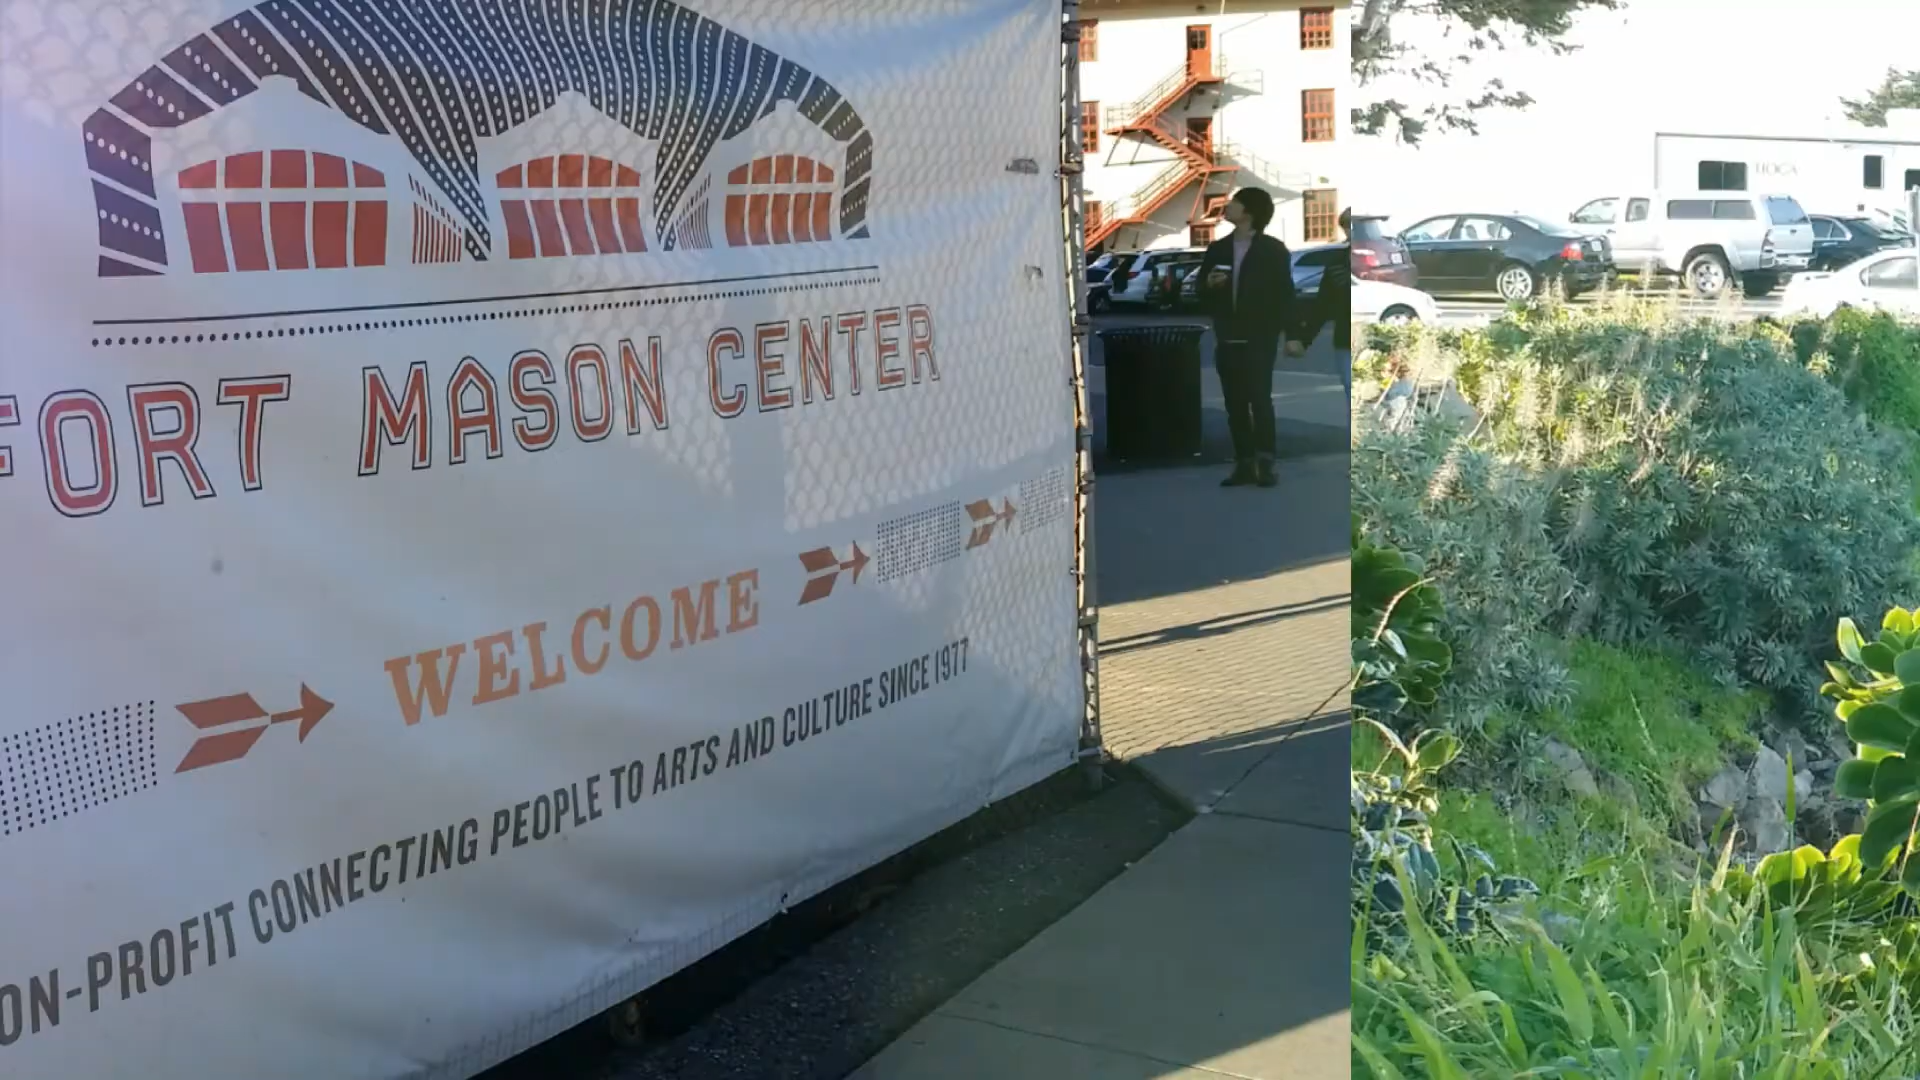 FORT MASON CENTER
WELCOME
ON-PROFIT CONNECTING PEOPLE TO ARTS AND CULTURE SINCE 1977